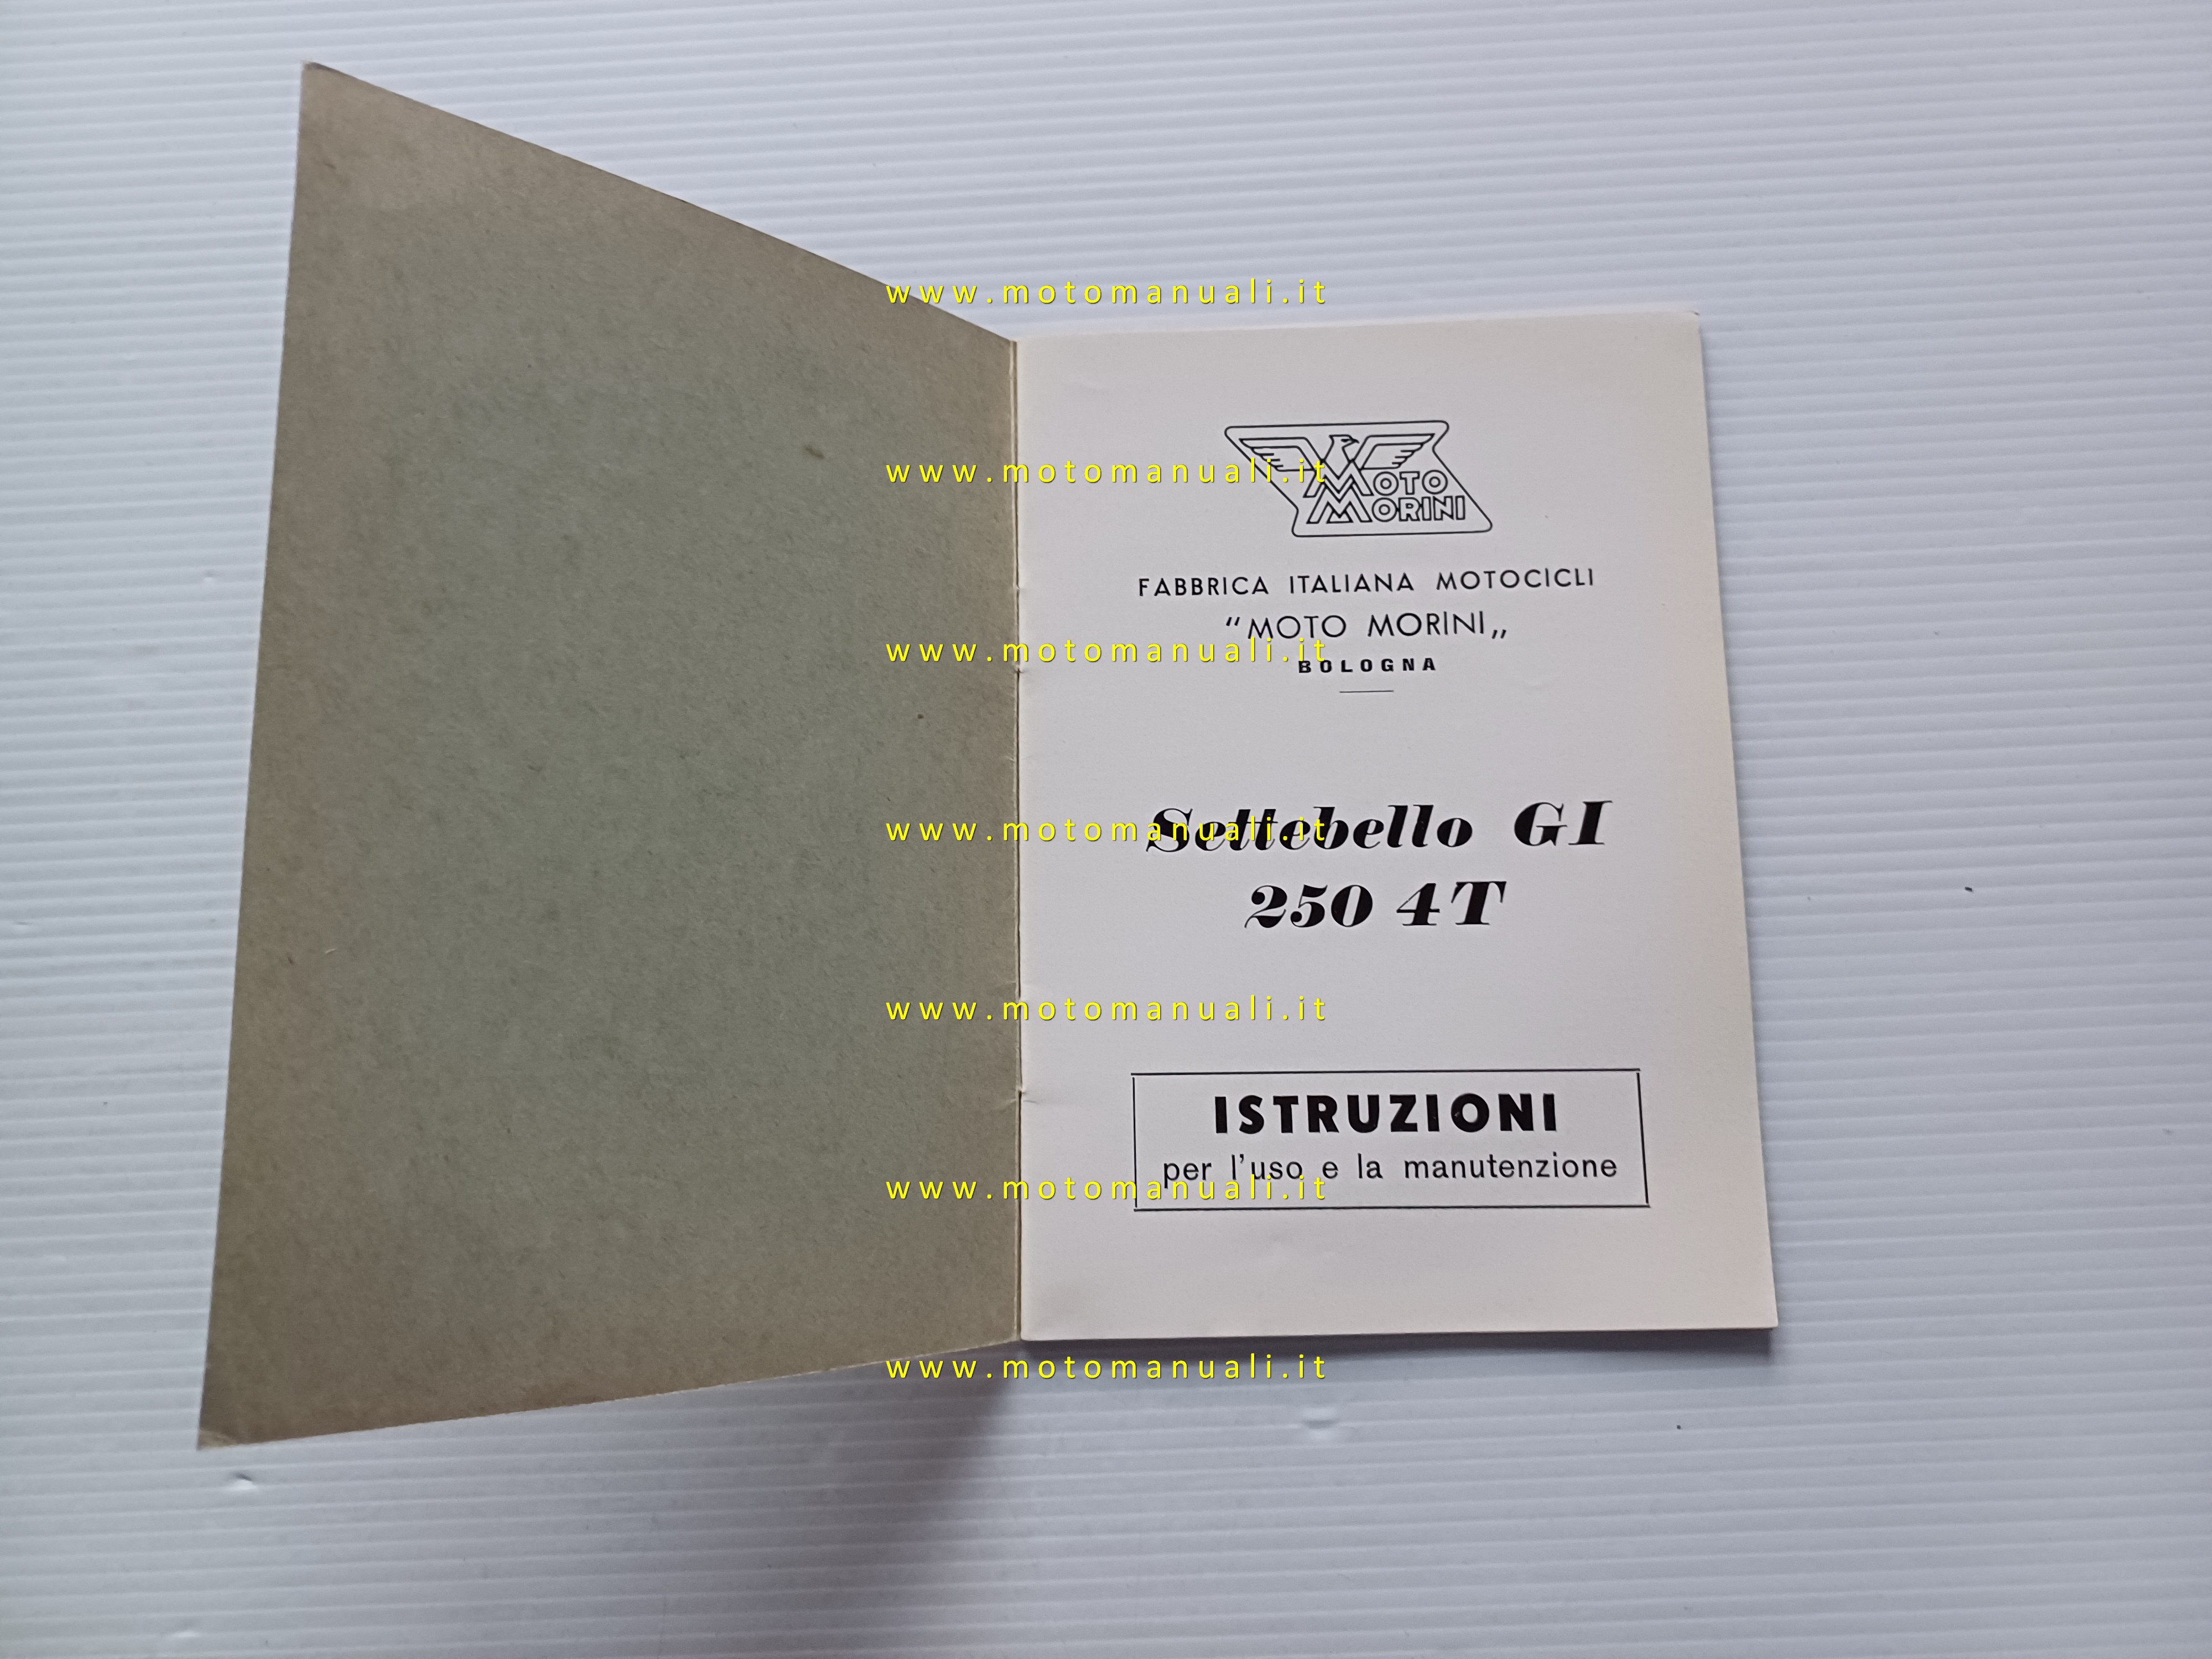 www.motomanuali.it
MOTO
MORINI
www.motomanuali.it
FABBRICA ITALIANA MOTOCICLI
“MOTO MORINI„
www.motomanuali.it
BOLOGNA
Settebello GI
www.motomanuali.it
250 4T
www.motomanuali.it
ISTRUZIONI
per l'uso e la manutenzione
www.motomanuali.it
www.motomanuali.it